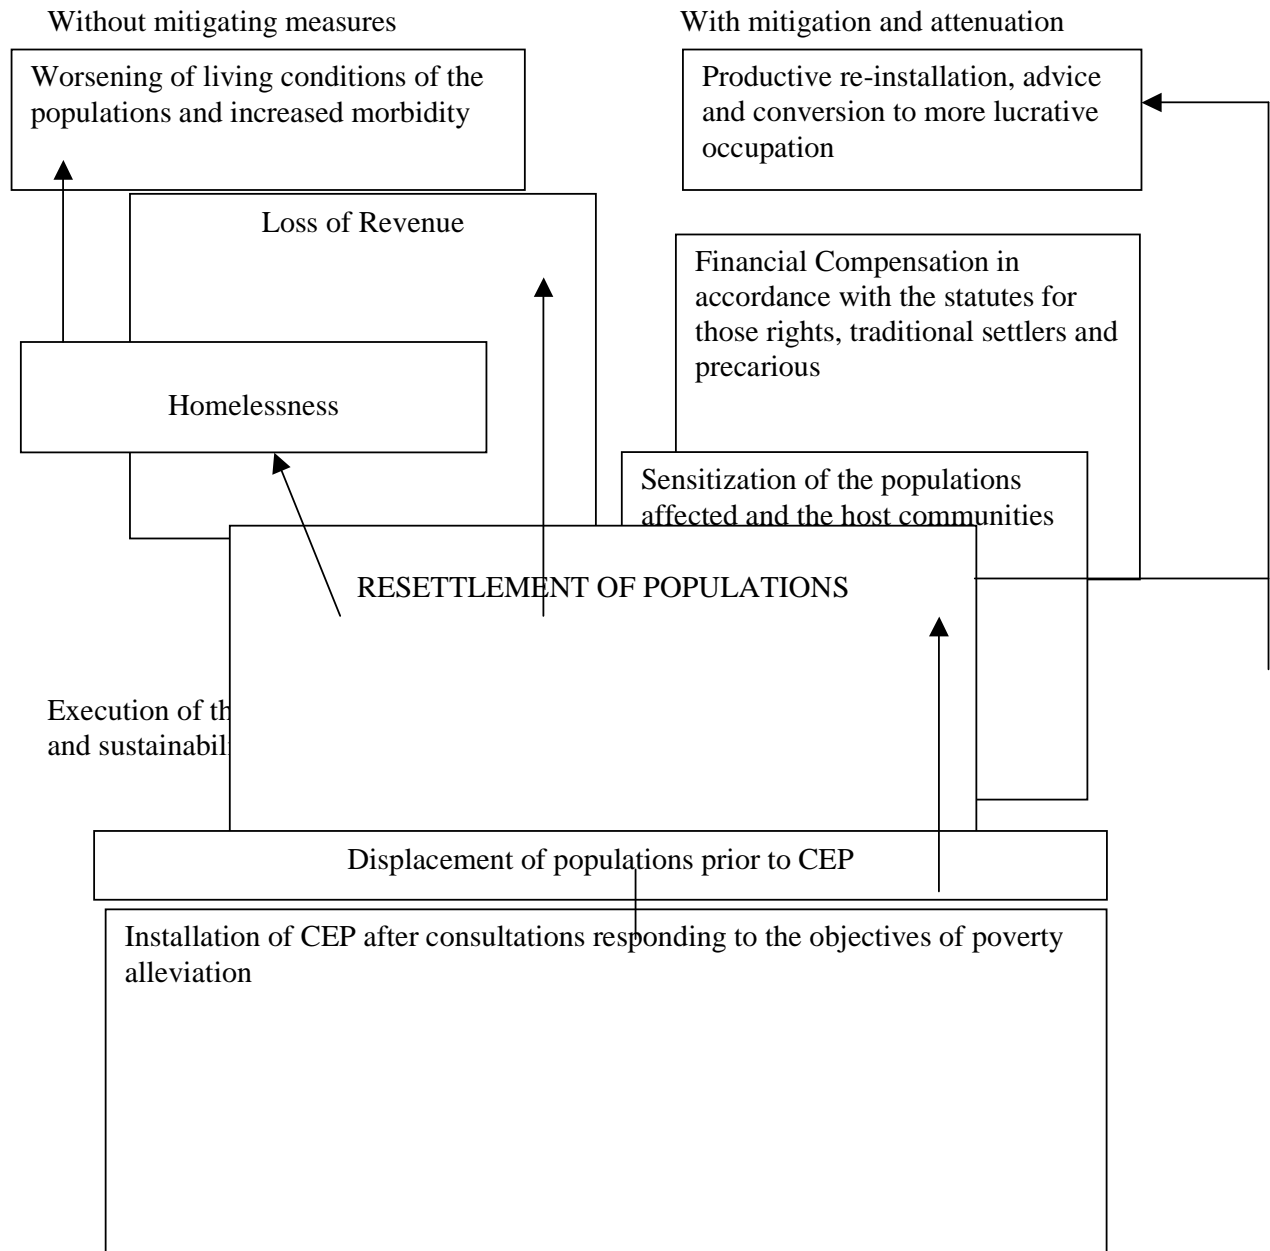 Without mitigating measures
With mitigation and attenuation
Worsening of living conditions of the
populations and increased morbidity
Productive re-installation, advice
and conversion to more lucrative
occupation
Loss of Revenue
Financial Compensation in
accordance with the statutes for
those rights, traditional settlers and
precarious
Homelessness
Sensitization of the populations
affected and the host communities
RESETTLEMENT OF POPULATIONS
Execution of
and
Displacement of populations prior to CEP
Installation of CEP after consultations responding to the objectives of poverty
alleviation